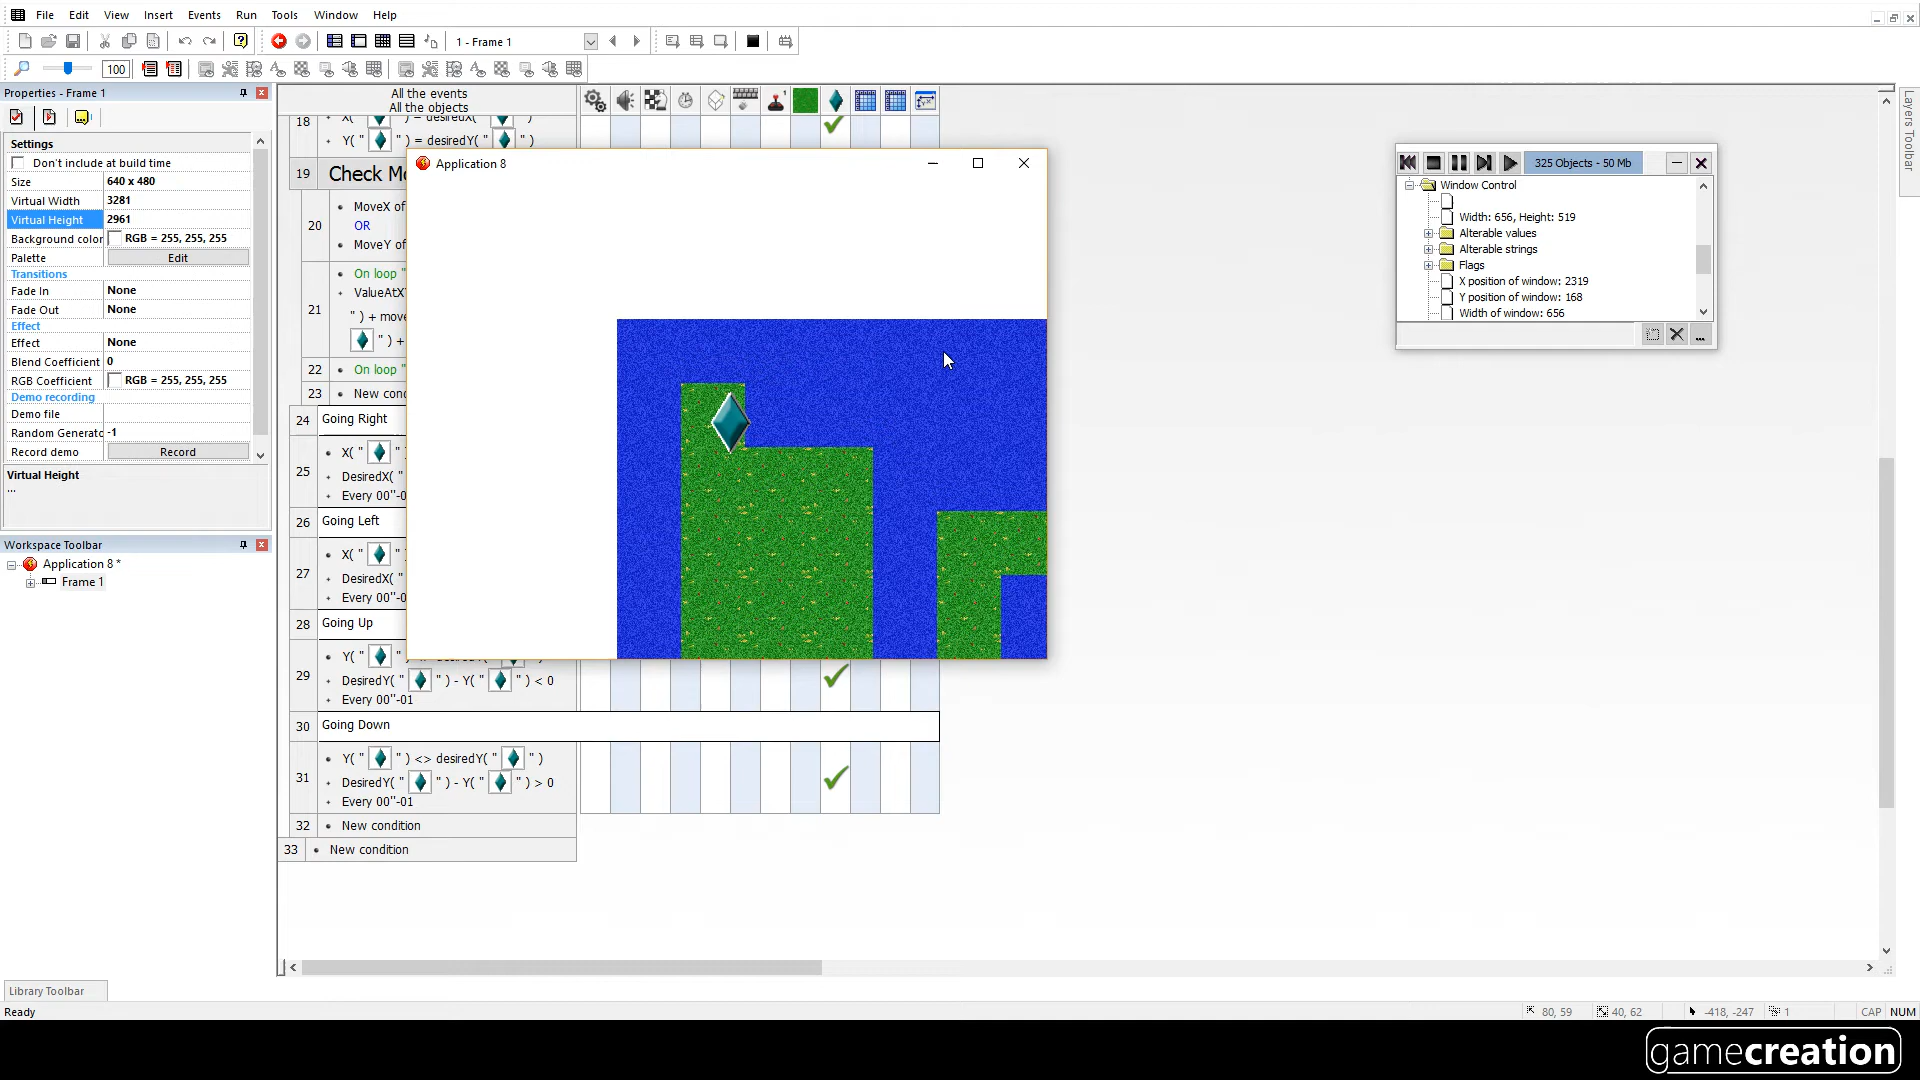 File Edit View Insert Events Run Tools Window Help
1 - Frame 1
100
Properties - Frame 1
Settings
Don't include at build time
Size 640 x 480
Virtual Width 3281
Virtual Height 2961
Background color RGB = 255, 255, 255
Palette Edit
Transitions
Fade In None
Fade Out None
Effect
Effect None
Blend Coefficient 0
RGB Coefficient RGB = 255, 255, 255
Demo recording
Demo file
Random Generato -1
Record demo Record
Virtual Height
...
Workspace Toolbar
Application 8 *
Frame 1
Library Toolbar
Ready
All the events
All the objects
18
X( " " ) = desiredX( " " )
Y( " " ) = desiredY( " " )
19 Check Mo
20
MoveX of
OR
MoveY of
21
On loop "
ValueAtX
" ) + move
" ) +
22 On loop "
23 New cond
24 Going Right
25
X( "
DesiredX( "
Every 00"-0
26 Going Left
27
X( "
DesiredX( "
Every 00"-0
28 Going Up
29
Y( "
DesiredY( " " ) - Y( " " ) < 0
Every 00"-01
30 Going Down
31
Y( " " ) <> desiredY( " " )
DesiredY( " " ) - Y( " " ) > 0
Every 00"-01
32 New condition
33 New condition
Application 8
325 Objects - 50 Mb
Window Control
Width: 656, Height: 519
Alterable values
Alterable strings
Flags
X position of window: 2319
Y position of window: 168
Width of window: 656
...
Layers Toolbar
80, 59
40, 62
-418, -247
1
CAP NUM
gamecreation